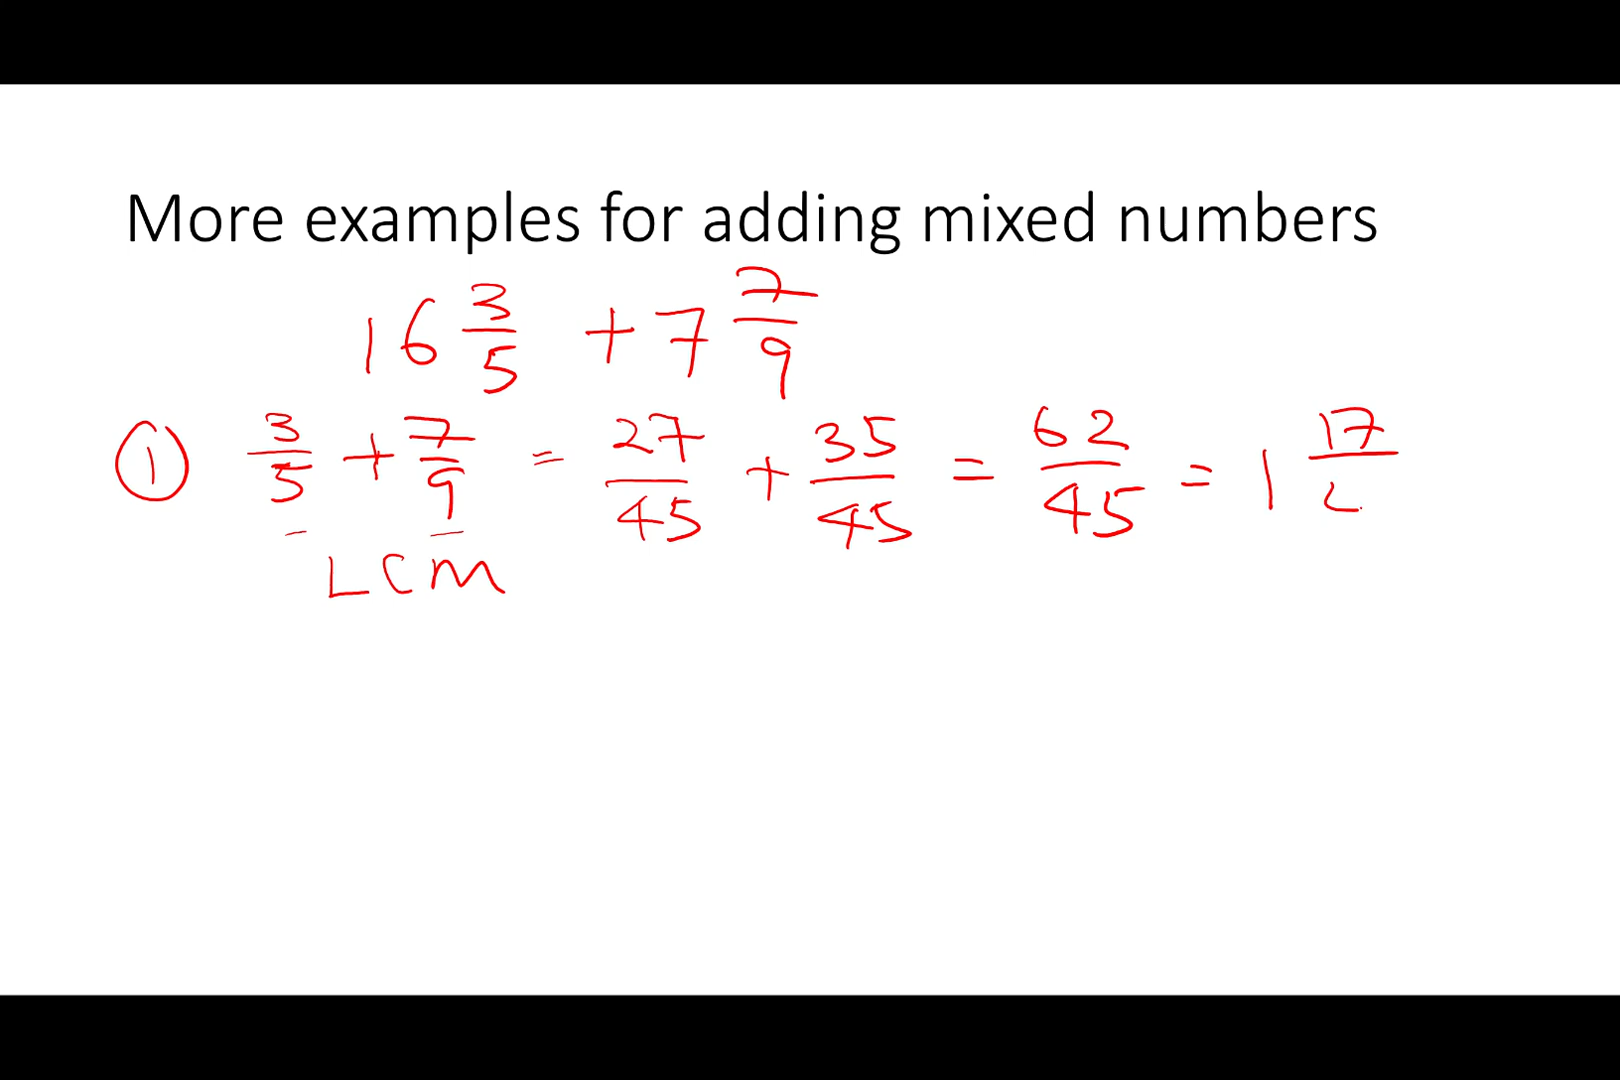 More examples for adding mixed numbers
16 3/5 + 7 7/9
① 3/5 + 7/9 = 27/45 + 35/45 = 62/45 = 1 17/
LCM